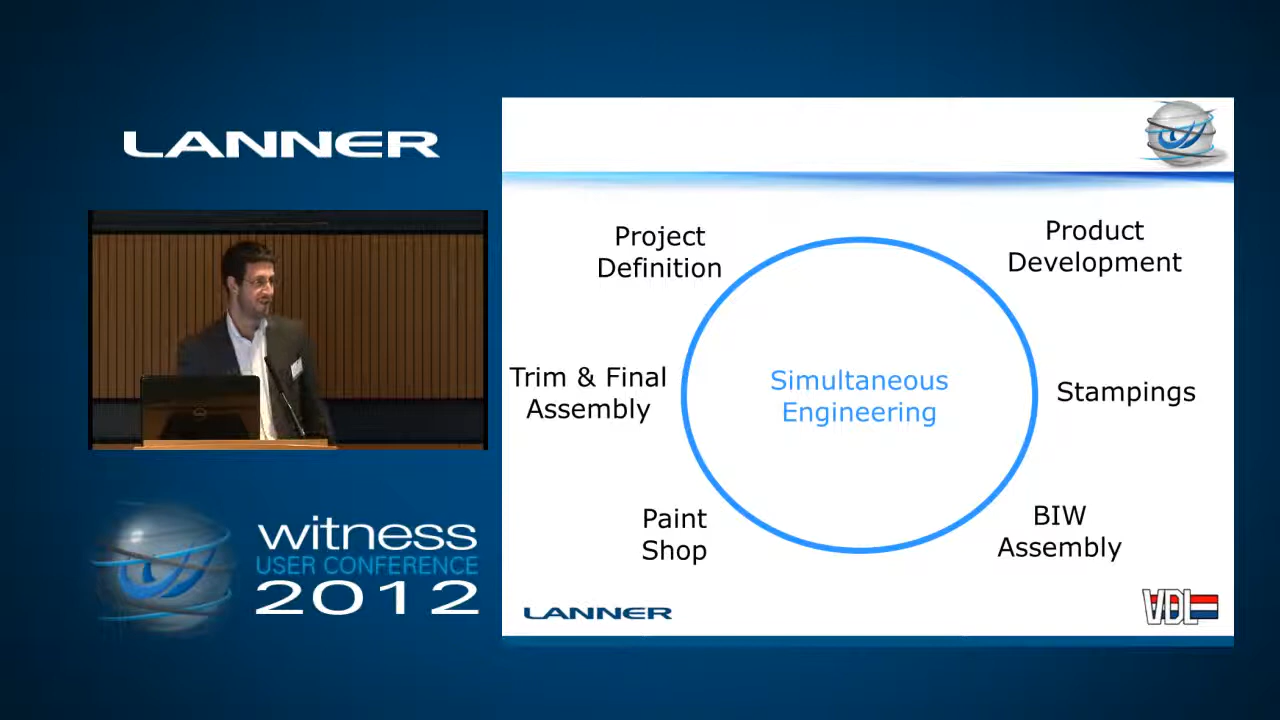 LANNER
witness
USER CONFERENCE
2012
Project
Definition
Product
Development
Trim & Final
Assembly
Simultaneous
Engineering
Stampings
Paint
Shop
BIW
Assembly
LANNER
VDL